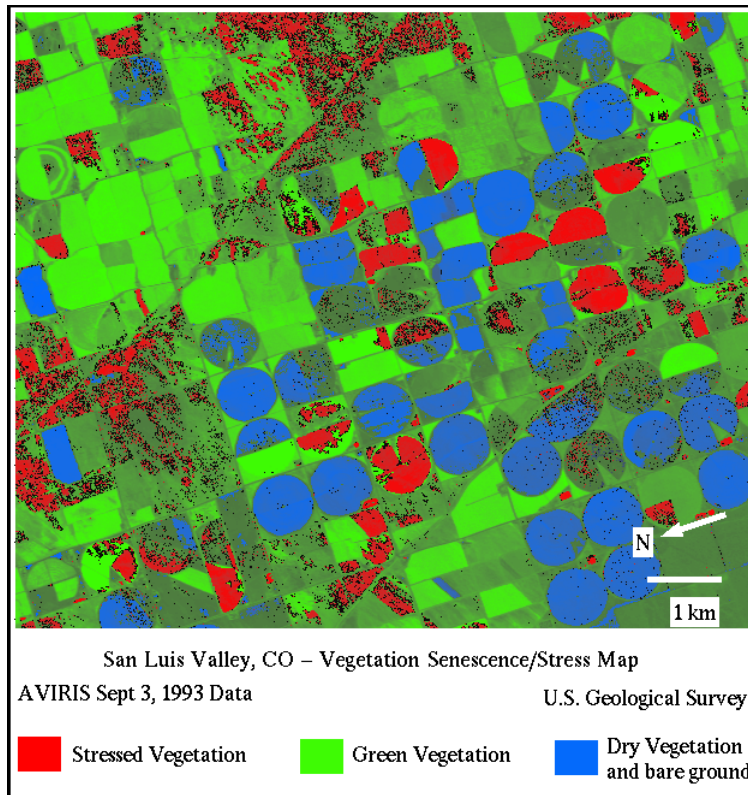 N
1 km
San Luis Valley, CO – Vegetation Senescence/Stress Map
AVIRIS Sept 3, 1993 Data
U.S. Geological Survey
Stressed Vegetation
Green Vegetation
Dry Vegetation
and bare ground